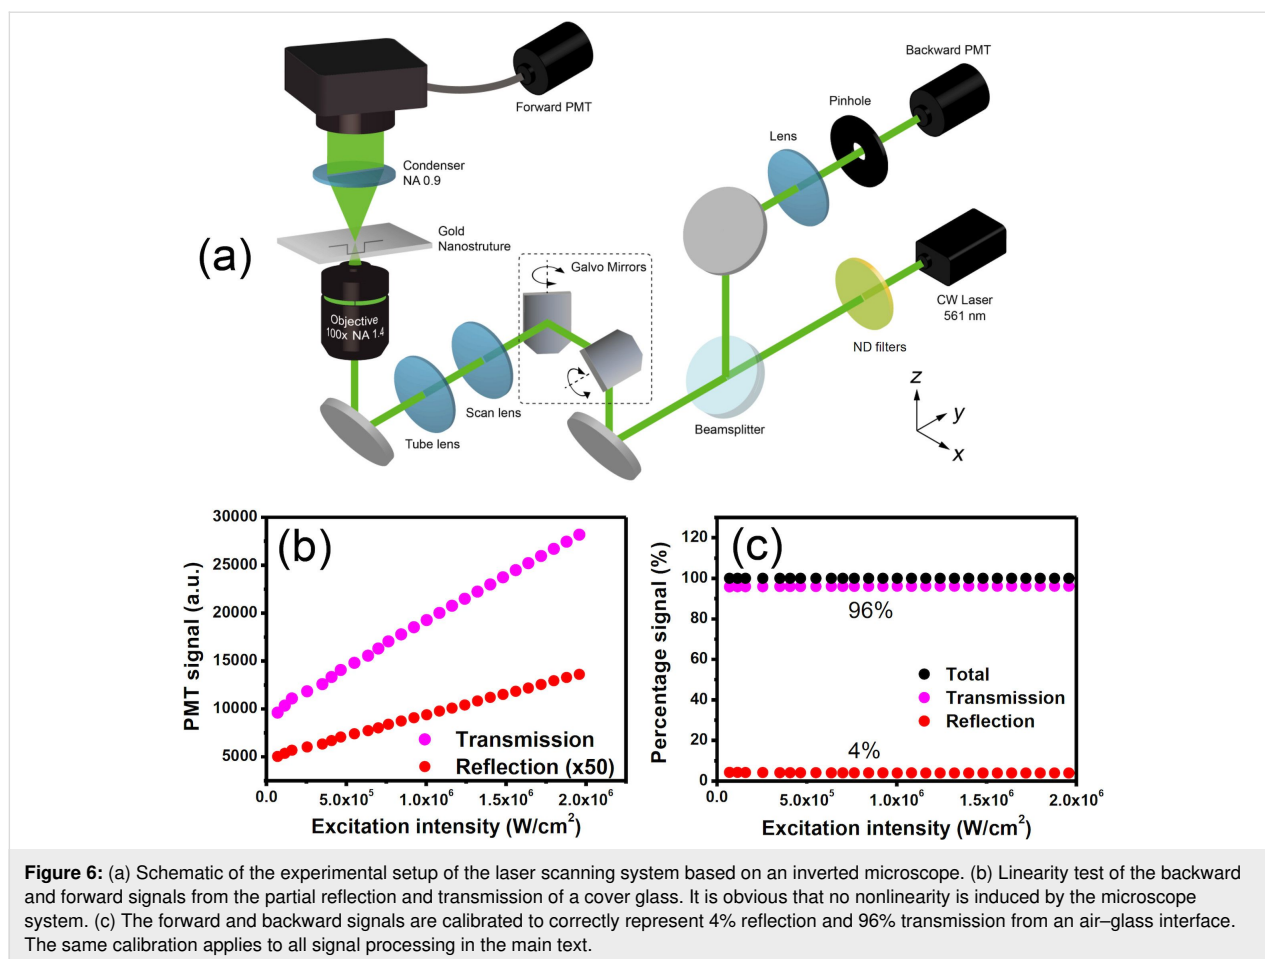 Backward PMT
Forward PMT
Pinhole
Lens
Condenser
NA 0.9
Gold
Nanostruture
(a)
Galvo Mirrors
CW Laser
561 nm
Objective
100x NA 1.4
ND filters
Scan lens
Tube lens
Beamsplitter
z
y
x
(b)
PMT signal (a.u.)
30000
25000
20000
15000
10000
5000
Transmission
Reflection (x50)
0.0 5.0x10⁵ 1.0x10⁶ 1.5x10⁶ 2.0x10⁶
Excitation intensity (W/cm²)
(c)
Percentage signal (%)
120
100
80
60
40
20
0
96%
Total
Transmission
Reflection
4%
0.0 5.0x10⁵ 1.0x10⁶ 1.5x10⁶ 2.0x10⁶
Excitation intensity (W/cm²)
Figure 6: (a) Schematic of the experimental setup of the laser scanning system based on an inverted microscope. (b) Linearity test of the backward
and forward signals from the partial reflection and transmission of a cover glass. It is obvious that no nonlinearity is induced by the microscope
system. (c) The forward and backward signals are calibrated to correctly represent 4% reflection and 96% transmission from an air–glass interface.
The same calibration applies to all signal processing in the main text.